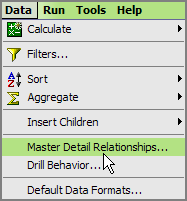 Data Run Tools Help
Calculate
Filters...
A Z Sort
Σ Aggregate
Insert Children
Master Detail Relationships...
Drill Behavior...
Default Data Formats...